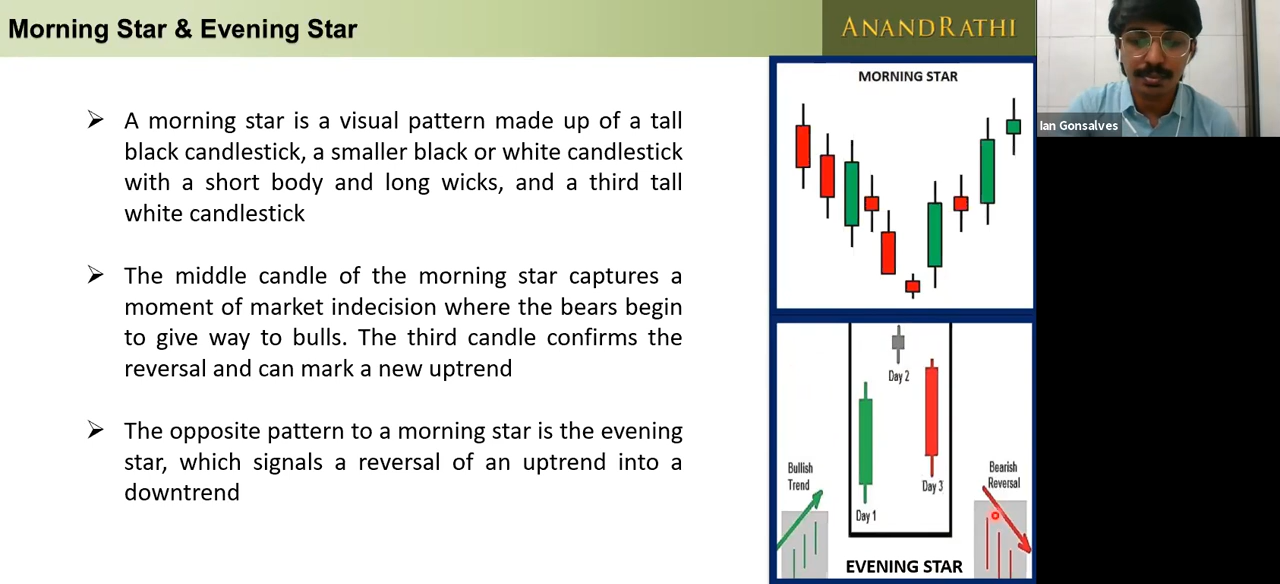 Morning Star & Evening Star
ANANDRATHI
Ian Gonsalves
➢ A morning star is a visual pattern made up of a tall
black candlestick, a smaller black or white candlestick
with a short body and long wicks, and a third tall
white candlestick
➢ The middle candle of the morning star captures a
moment of market indecision where the bears begin
to give way to bulls. The third candle confirms the
reversal and can mark a new uptrend
➢ The opposite pattern to a morning star is the evening
star, which signals a reversal of an uptrend into a
downtrend
MORNING STAR
Day 2
Bullish
Trend
Day 1
Day 3
Bearish
Reversal
EVENING STAR